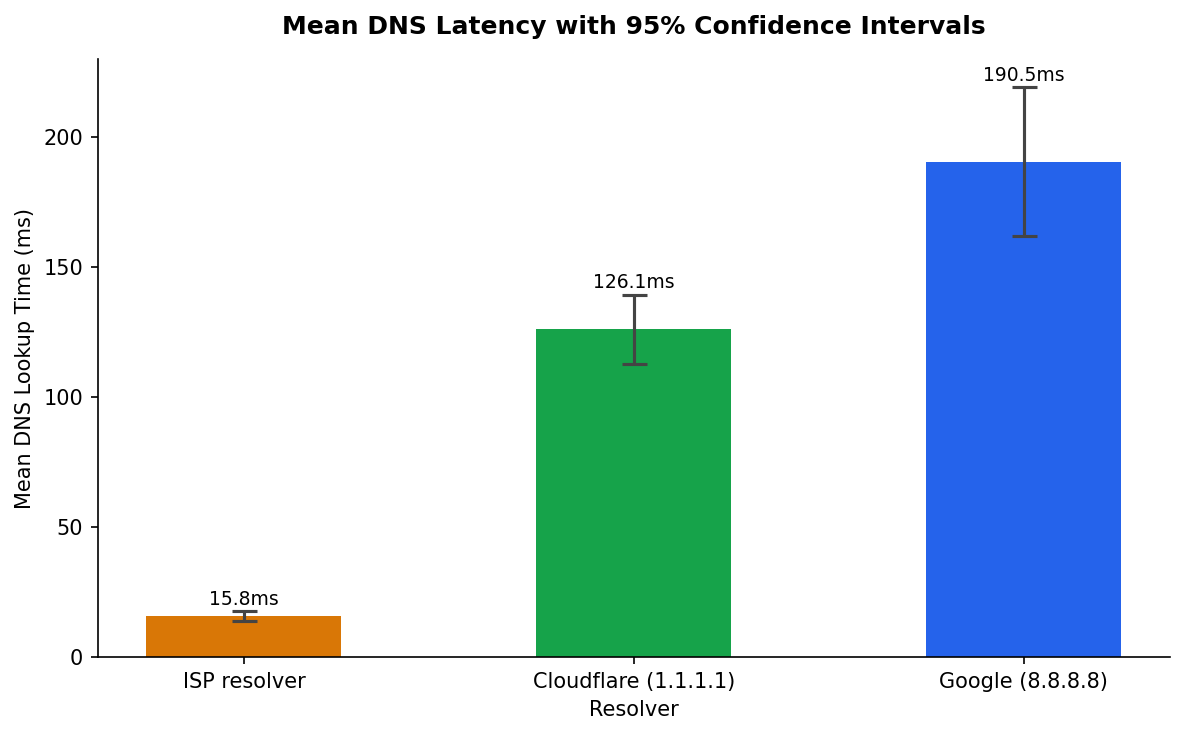 Mean DNS Latency with 95% Confidence Intervals
Mean DNS Lookup Time (ms)
200
150
100
50
0
15.8ms
126.1ms
190.5ms
ISP resolver
Cloudflare (1.1.1.1)
Google (8.8.8.8)
Resolver